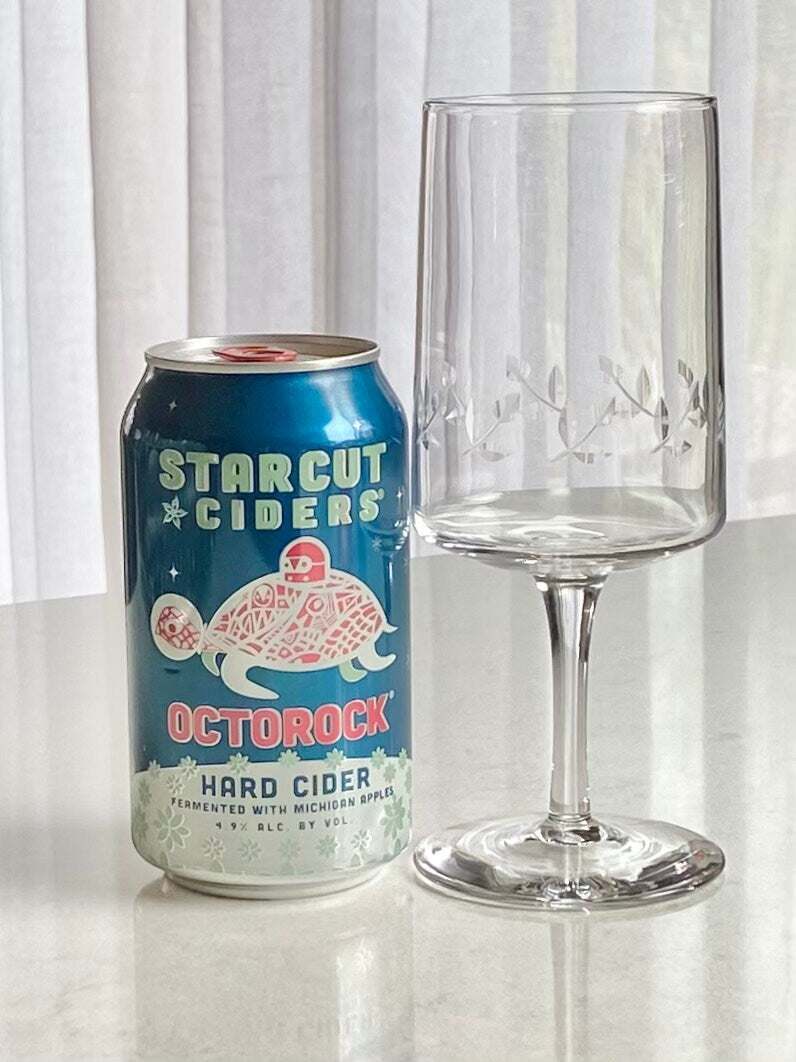 STARCUT
CIDERS®
OCTOROCK®
HARD CIDER
FERMENTED WITH MICHIGAN APPLES
4.9% ALC. BY VOL.